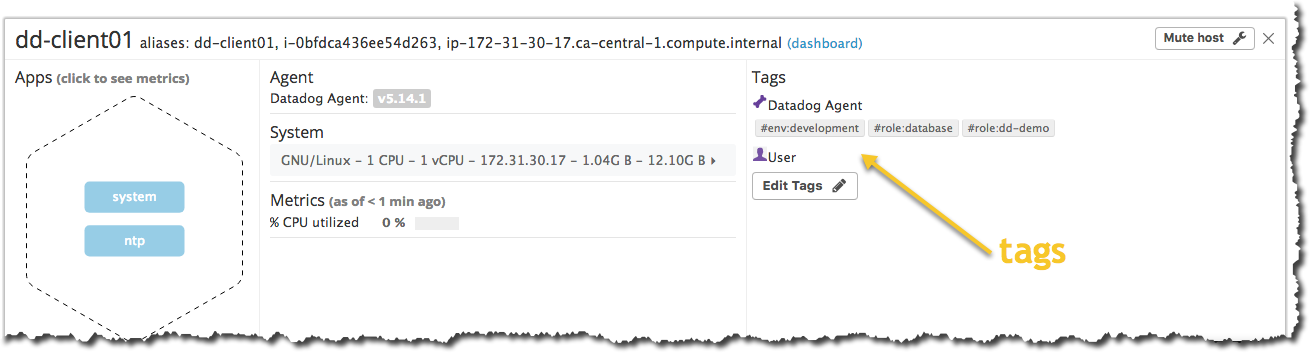 dd-client01 aliases: dd-client01, i-0bfdca436ee54d263, ip-172-31-30-17.ca-central-1.compute.internal (dashboard)
Mute host
Apps (click to see metrics)
system
ntp
Agent
Datadog Agent: v5.14.1
System
GNU/Linux – 1 CPU – 1 vCPU – 172.31.30.17 – 1.04G B – 12.10G B
Metrics (as of < 1 min ago)
% CPU utilized 0 %
Tags
Datadog Agent
#env:development #role:database #role:dd-demo
User
Edit Tags
tags